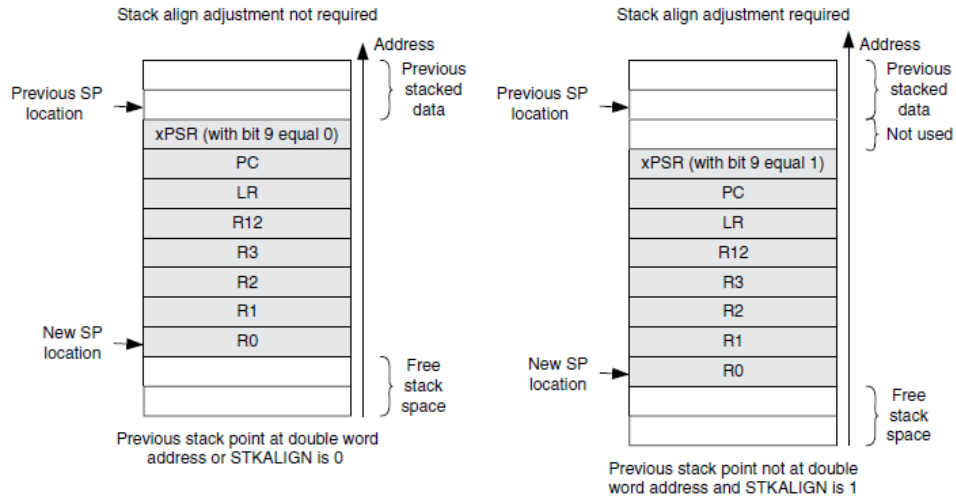 Stack align adjustment not required
Address
Previous
stacked
data
Previous SP
location
xPSR (with bit 9 equal 0)
PC
LR
R12
R3
R2
R1
R0
New SP
location
Free
stack
space
Previous stack point at double word
address or STKALIGN is 0
Stack align adjustment required
Address
Previous
stacked
data
Previous SP
location
Not used
xPSR (with bit 9 equal 1)
PC
LR
R12
R3
R2
R1
R0
New SP
location
Free
stack
space
Previous stack point not at double
word address and STKALIGN is 1